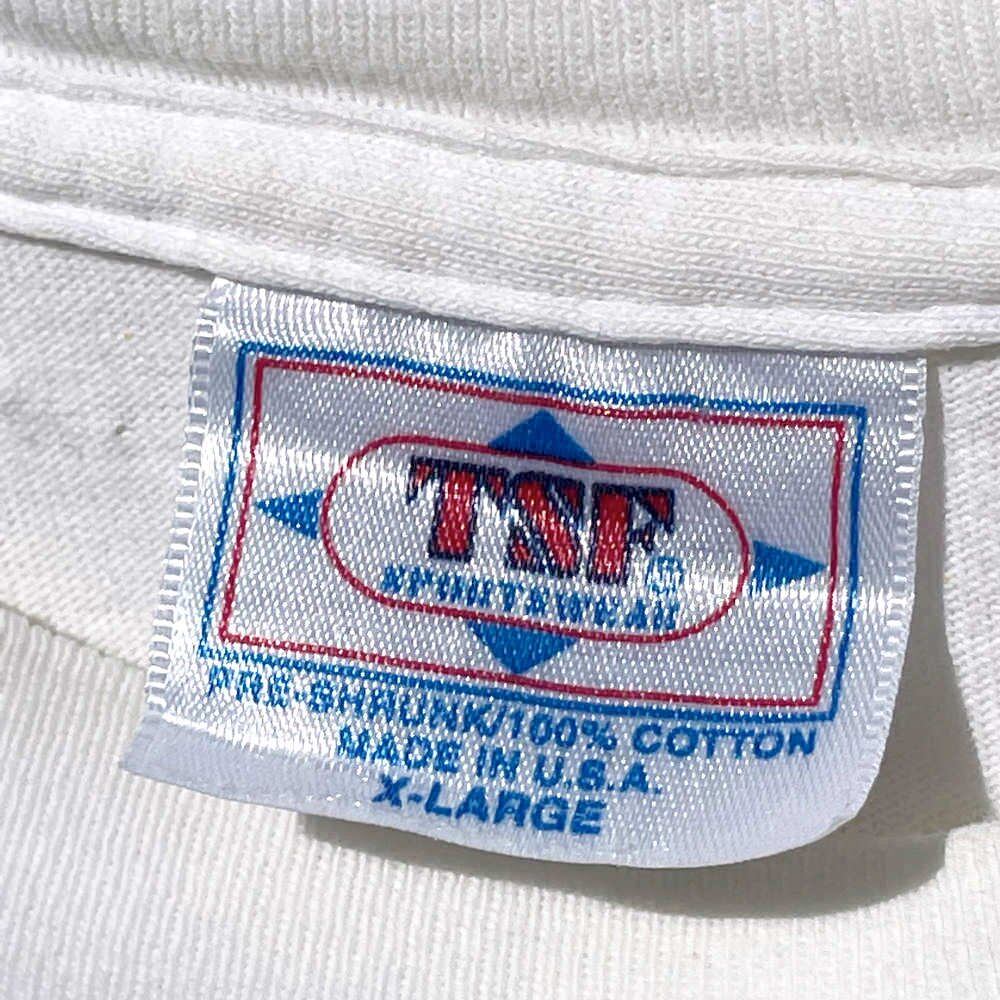 TSF
SPORTSWEAR
PRE-SHRUNK/100% COTTON
MADE IN U.S.A.
X-LARGE